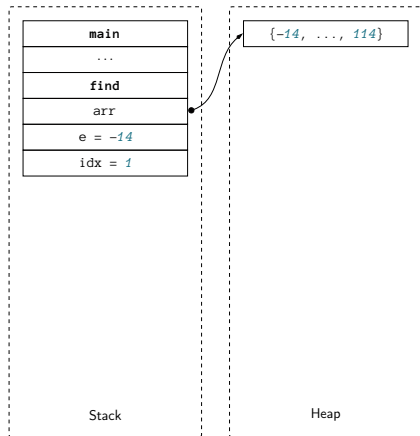 main
...
find
arr
e = -14
idx = 1
{-14, ..., 114}
Stack
Heap